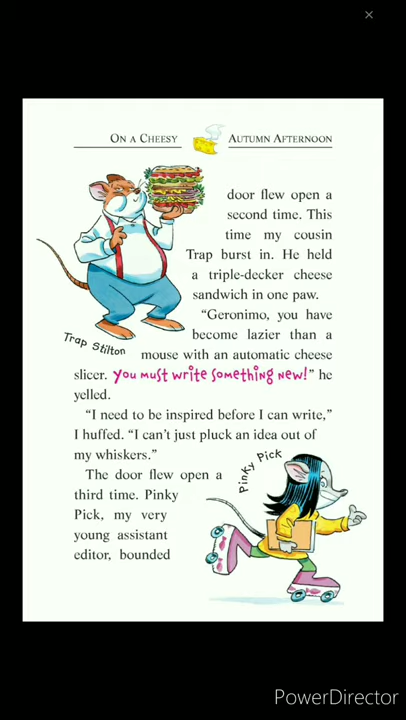 ON A CHEESY AUTUMN AFTERNOON
door flew open a
second time. This
time my cousin
Trap burst in. He held
a triple-decker cheese
sandwich in one paw.
“Geronimo, you have
become lazier than a
Trap Stilton
mouse with an automatic cheese
slicer. You must write something new!” he
yelled.
“I need to be inspired before I can write,”
I huffed. “I can’t just pluck an idea out of
my whiskers.”
Pinky Pick
The door flew open a
third time. Pinky
Pick, my very
young assistant
editor, bounded
PowerDirector